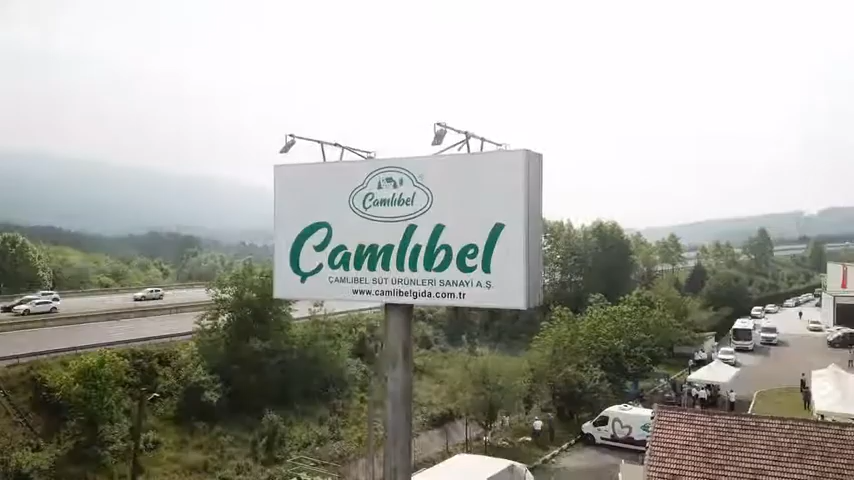 Çamlıbel
Çamlıbel
ÇAMLIBEL SÜT ÜRÜNLERİ SANAYİ A.Ş.
www.camlibelgida.com.tr